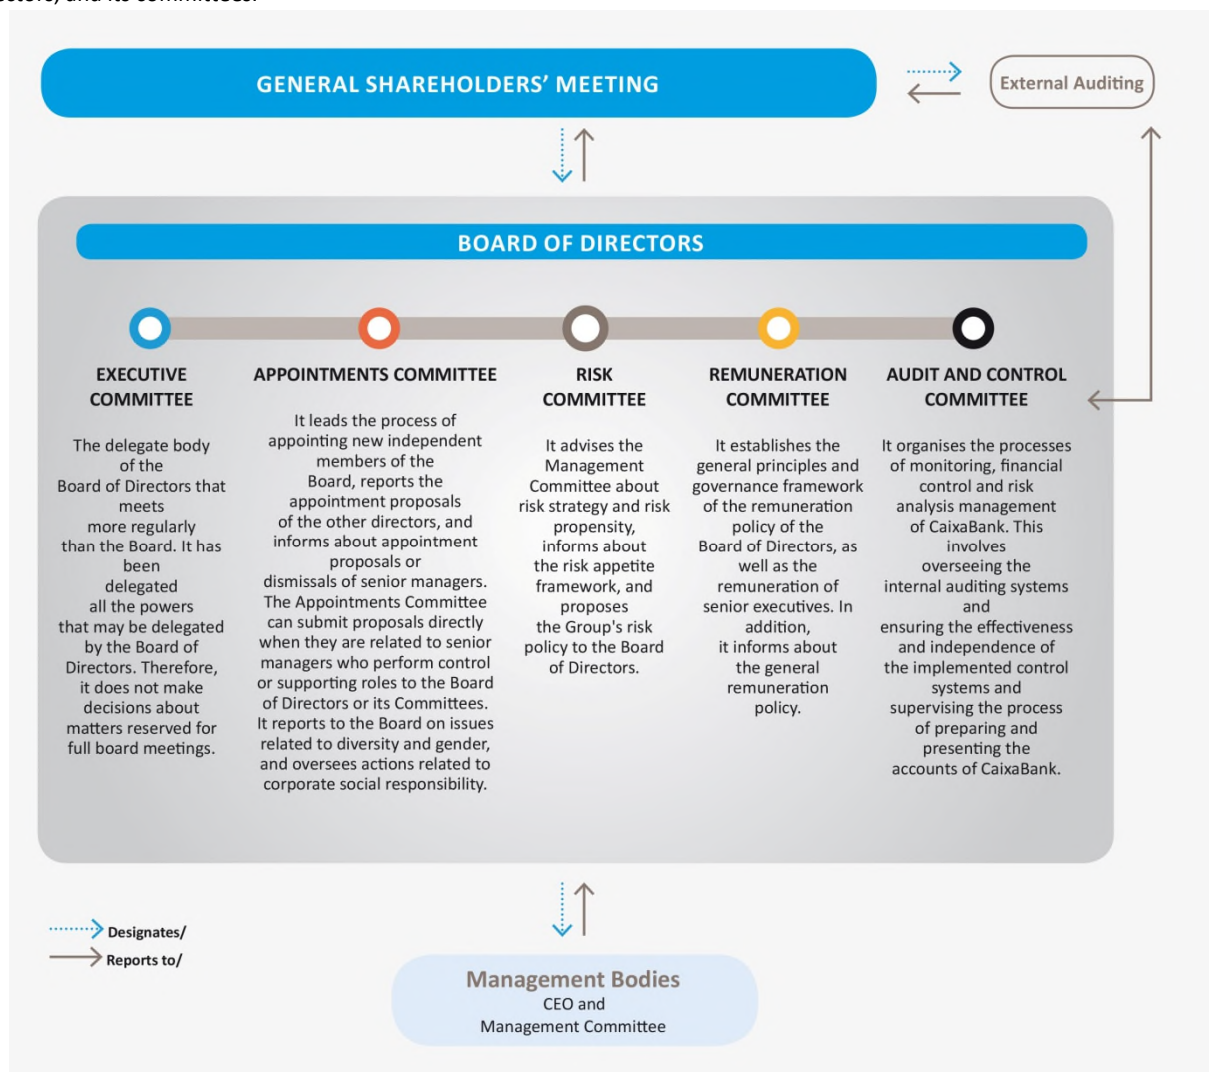 GENERAL SHAREHOLDERS' MEETING
External Auditing
BOARD OF DIRECTORS
EXECUTIVE
COMMITTEE
The delegate body
of the
Board of Directors that
meets
more regularly
than the Board. It has
been
delegated
all the powers
that may be delegated
by the Board of
Directors. Therefore,
it does not make
decisions about
matters reserved for
full board meetings.
APPOINTMENTS COMMITTEE
It leads the process of
appointing new independent
members of the
Board, reports the
appointment proposals
of the other directors, and
informs about appointment
proposals or
dismissals of senior managers.
The Appointments Committee
can submit proposals directly
when they are related to senior
managers who perform control
or supporting roles to the Board
of Directors or its Committees.
It reports to the Board on issues
related to diversity and gender,
and oversees actions related to
corporate social responsibility.
RISK
COMMITTEE
It advises the
Management
Committee about
risk strategy and risk
propensity,
informs about
the risk appetite
framework, and
proposes
the Group's risk
policy to the Board
of Directors.
REMUNERATION
COMMITTEE
It establishes the
general principles and
governance framework
of the remuneration
policy of the
Board of Directors, as
well as the
remuneration of
senior executives. In
addition,
it informs about
the general
remuneration
policy.
AUDIT AND CONTROL
COMMITTEE
It organises the processes
of monitoring, financial
control and risk
analysis management
of CaixaBank. This
involves
overseeing the
internal auditing systems
and
ensuring the effectiveness
and independence of
the implemented control
systems and
supervising the process
of preparing and
presenting the
accounts of CaixaBank.
Designates/
Reports to/
Management Bodies
CEO and
Management Committee